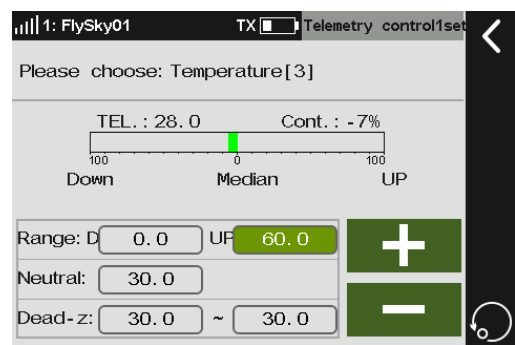 1: FlySky01 TX Telemetry control1set
Please choose: Temperature[3]
TEL.: 28.0 Cont.: -7%
100 0 100
Down Median UP
Range: D 0.0 UP 60.0
Neutral: 30.0
Dead-z: 30.0 ~ 30.0